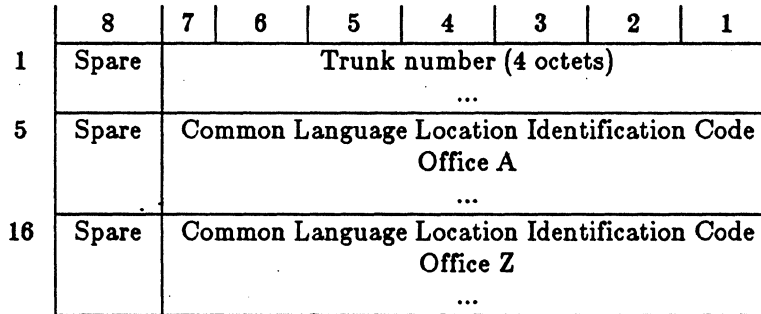 8 7 6 5 4 3 2 1
1 Spare Trunk number (4 octets)
...
5 Spare Common Language Location Identification Code
Office A
...
16 Spare Common Language Location Identification Code
Office Z
...